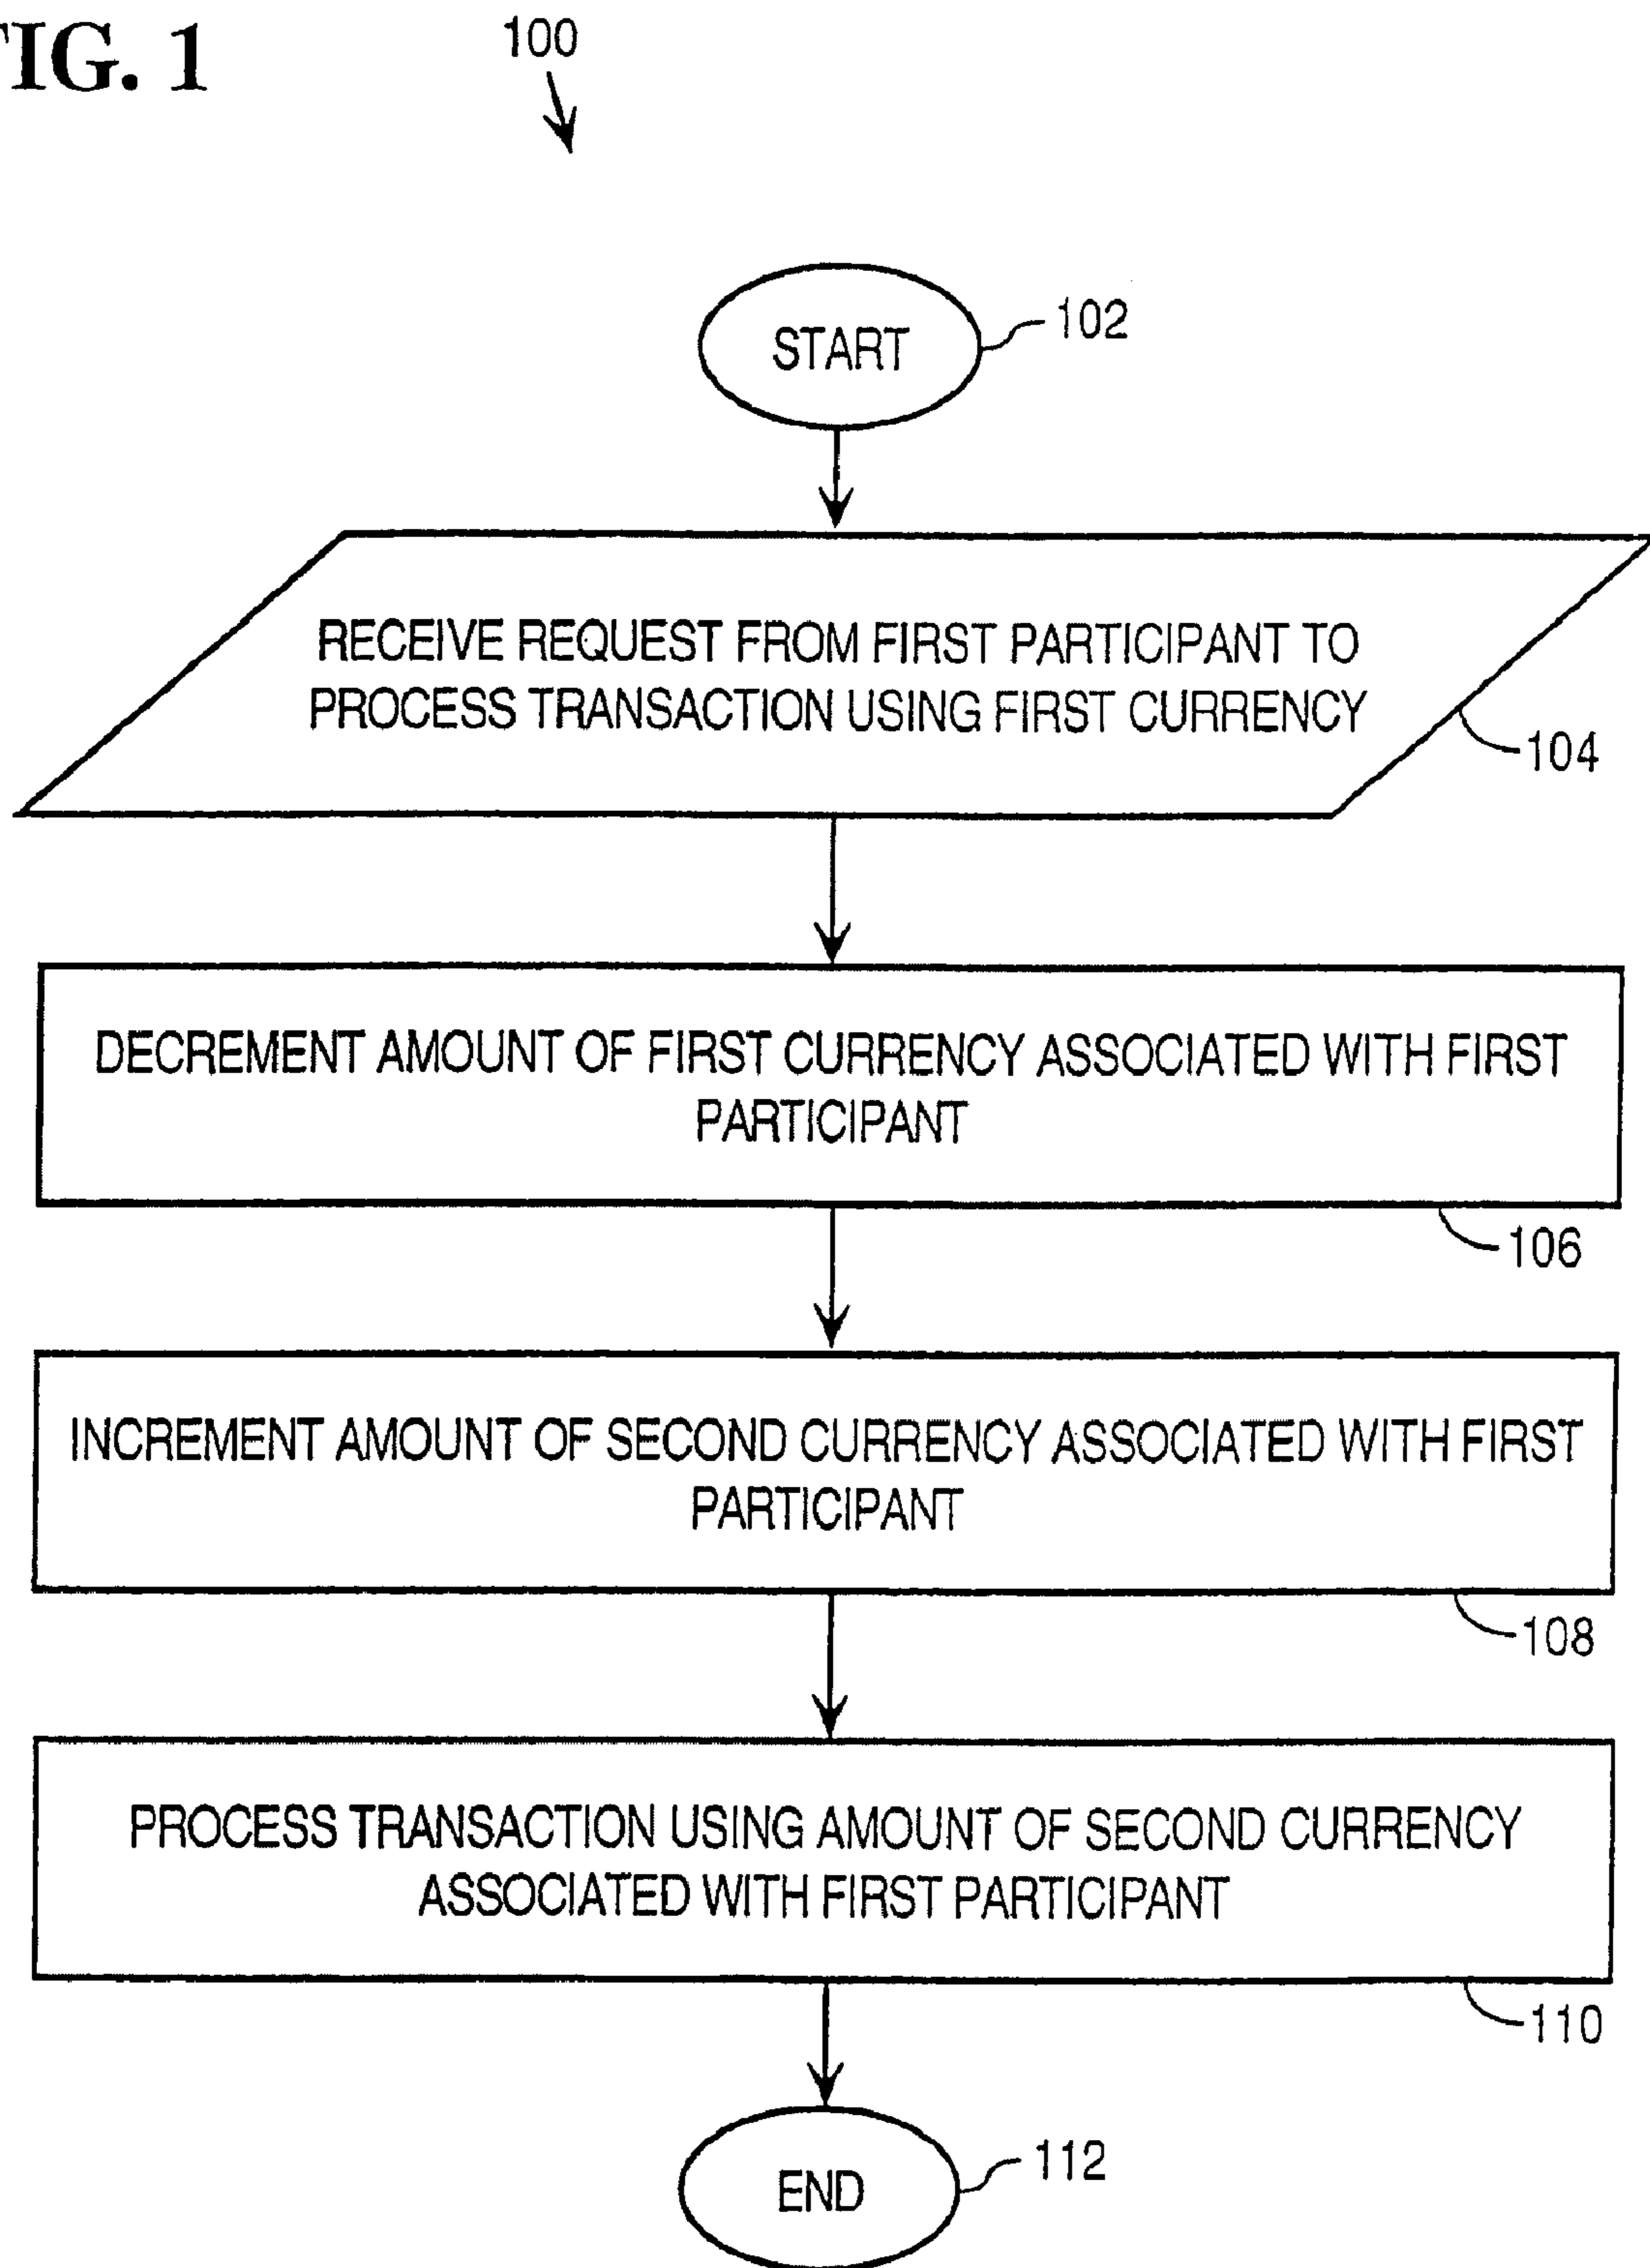 FIG. 1
100
START
102
RECEIVE REQUEST FROM FIRST PARTICIPANT TO
PROCESS TRANSACTION USING FIRST CURRENCY
104
DECREMENT AMOUNT OF FIRST CURRENCY ASSOCIATED WITH FIRST
PARTICIPANT
106
INCREMENT AMOUNT OF SECOND CURRENCY ASSOCIATED WITH FIRST
PARTICIPANT
108
PROCESS TRANSACTION USING AMOUNT OF SECOND CURRENCY
ASSOCIATED WITH FIRST PARTICIPANT
110
END
112